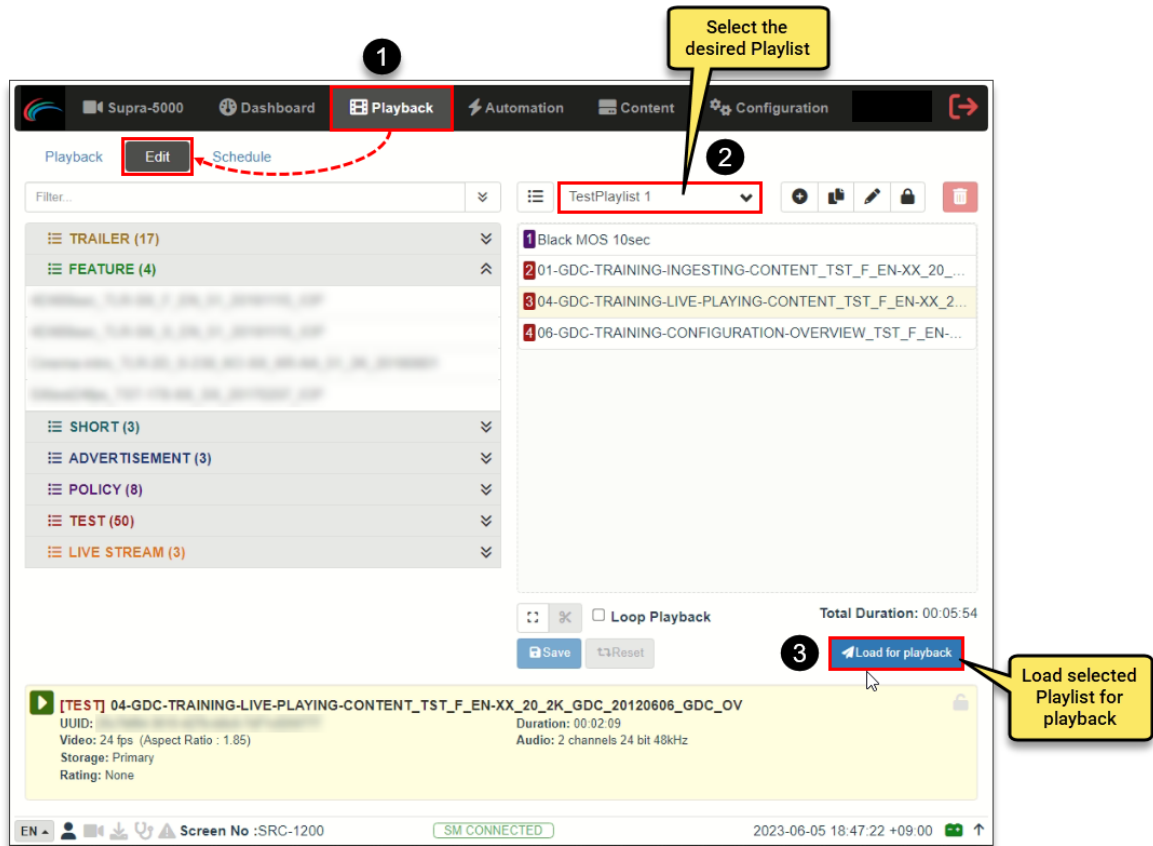 Select the
desired Playlist
1
Supra-5000 Dashboard Playback Automation Content Configuration
Playback Edit Schedule
2
Filter...
TestPlaylist 1
TRAILER (17)
FEATURE (4)
SHORT (3)
ADVERTISEMENT (3)
POLICY (8)
TEST (50)
LIVE STREAM (3)
1 Black MOS 10sec
2 01-GDC-TRAINING-INGESTING-CONTENT_TST_F_EN-XX_20_...
3 04-GDC-TRAINING-LIVE-PLAYING-CONTENT_TST_F_EN-XX_2...
4 06-GDC-TRAINING-CONFIGURATION-OVERVIEW_TST_F_EN-...
Loop Playback
Total Duration: 00:05:54
Save Reset
3
Load for playback
Load selected
Playlist for
playback
[TEST] 04-GDC-TRAINING-LIVE-PLAYING-CONTENT_TST_F_EN-XX_20_2K_GDC_20120606_GDC_OV
UUID:
Duration: 00:02:09
Video: 24 fps (Aspect Ratio : 1.85)
Audio: 2 channels 24 bit 48kHz
Storage: Primary
Rating: None
EN Screen No :SRC-1200 SM CONNECTED 2023-06-05 18:47:22 +09:00